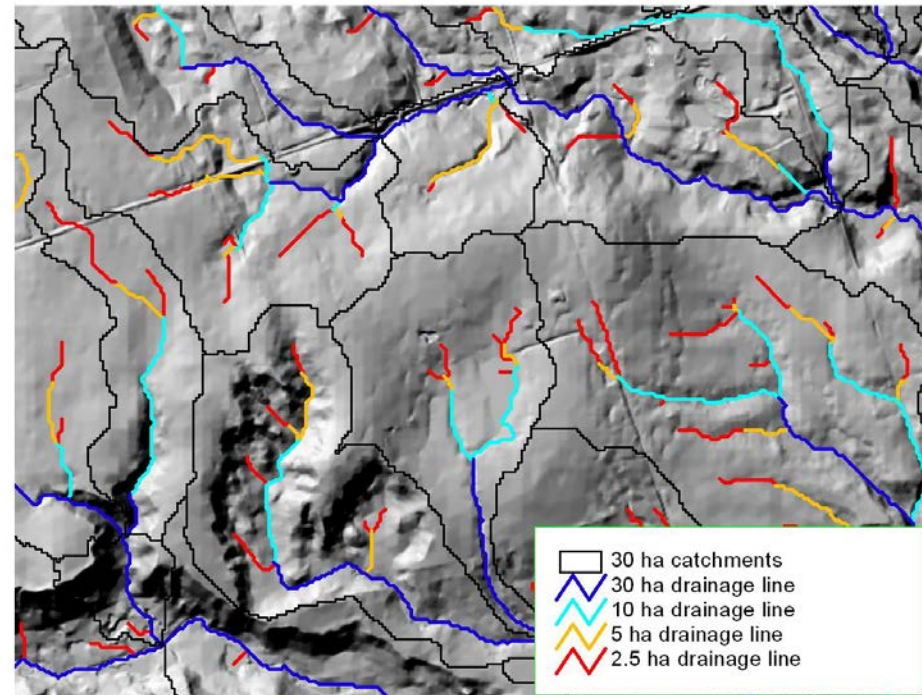 30 ha catchments
30 ha drainage line
10 ha drainage line
5 ha drainage line
2.5 ha drainage line